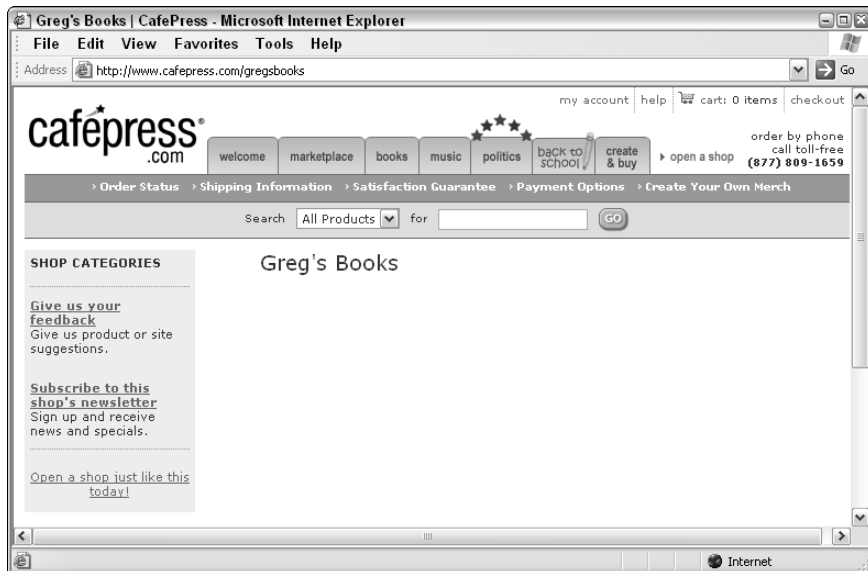 Greg's Books | CafePress - Microsoft Internet Explorer
File Edit View Favorites Tools Help
Address http://www.cafepress.com/gregsbooks Go
my account help cart: 0 items checkout
cafépress®
.com
welcome marketplace books music politics back to school create & buy open a shop
order by phone
call toll-free
(877) 809-1659
› Order Status › Shipping Information › Satisfaction Guarantee › Payment Options › Create Your Own Merch
Search All Products for GO
SHOP CATEGORIES
Greg's Books
Give us your
feedback
Give us product or site
suggestions.
Subscribe to this
shop's newsletter
Sign up and receive
news and specials.
Open a shop just like this
today!
Internet